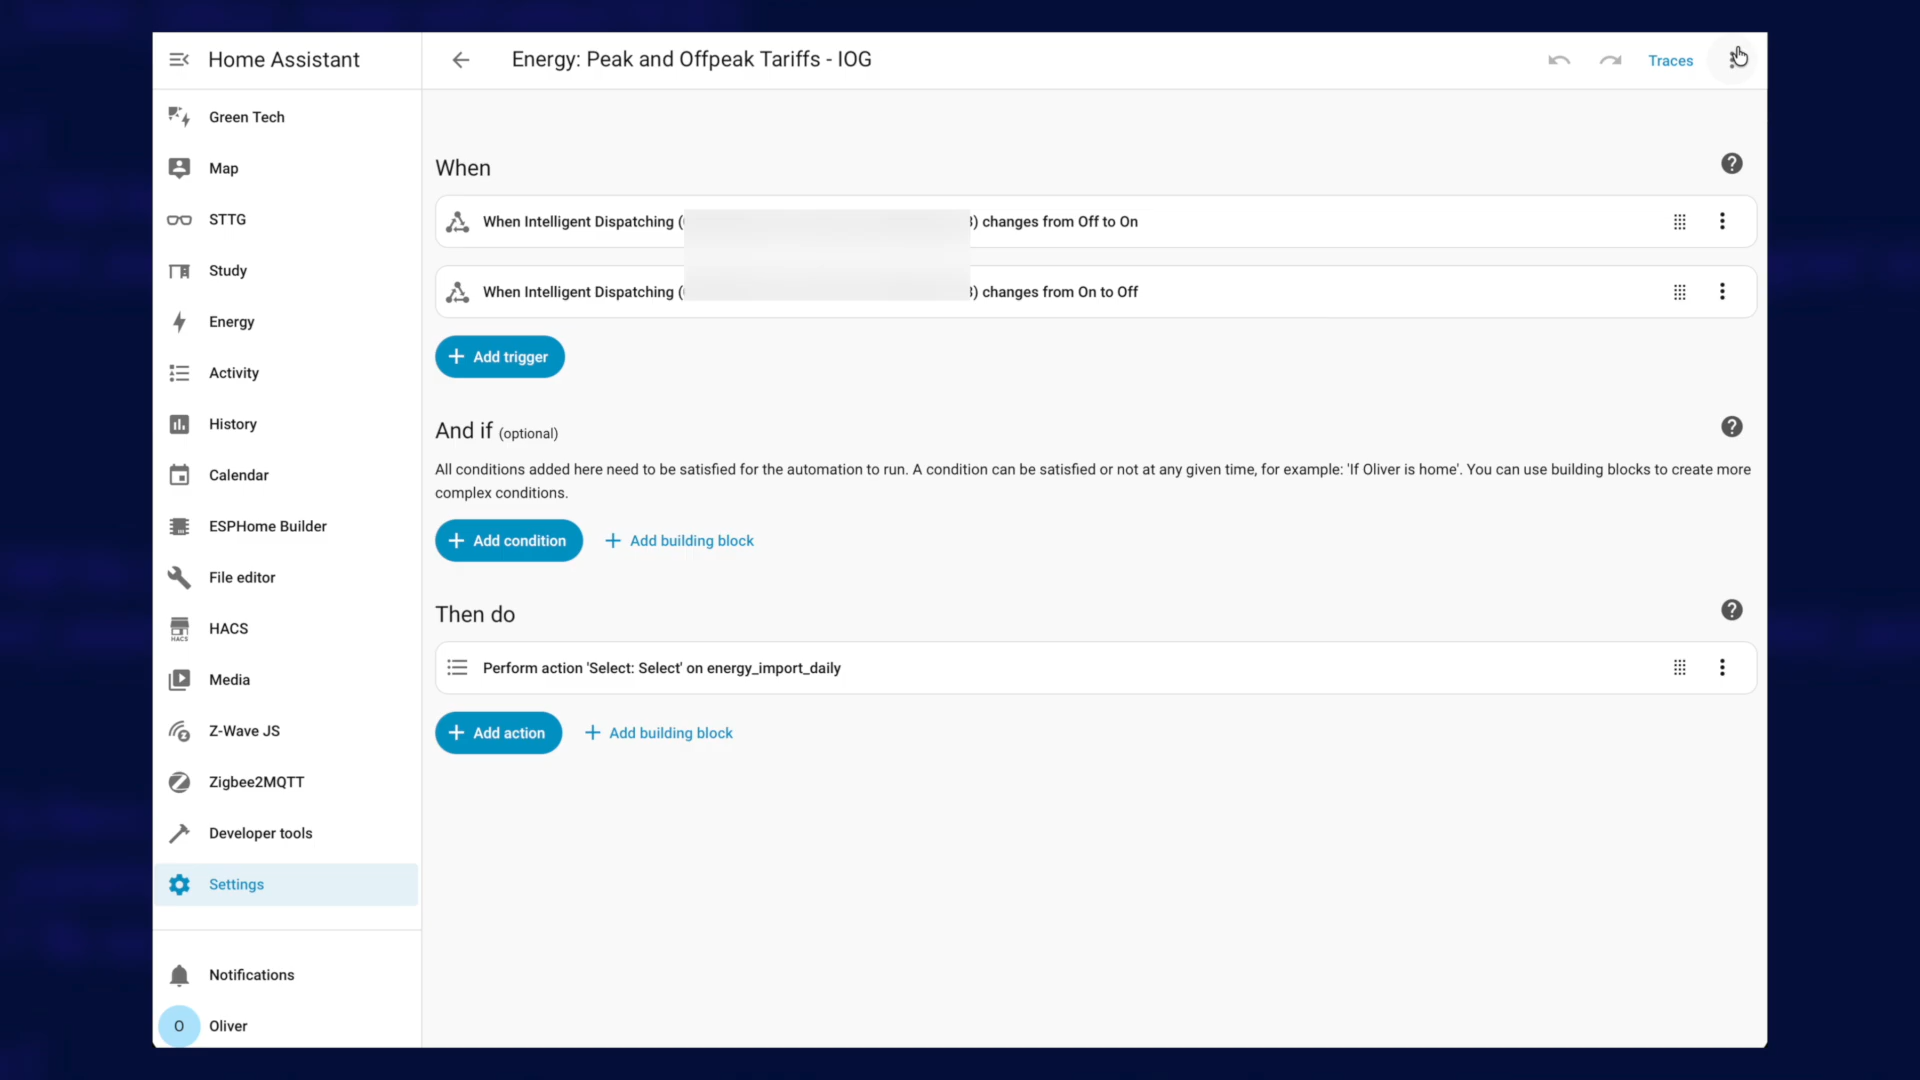 Home Assistant
Energy: Peak and Offpeak Tariffs - IOG
Traces
Green Tech
Map
STTG
Study
Energy
Activity
History
Calendar
ESPHome Builder
File editor
HACS
HACS
Media
Z-Wave JS
Zigbee2MQTT
Developer tools
Settings
Notifications
O
Oliver
When
When Intelligent Dispatching ( ) changes from Off to On
When Intelligent Dispatching ( ) changes from On to Off
Add trigger
And if (optional)
All conditions added here need to be satisfied for the automation to run. A condition can be satisfied or not at any given time, for example: 'If Oliver is home'. You can use building blocks to create more
complex conditions.
Add condition
Add building block
Then do
Perform action 'Select: Select' on energy_import_daily
Add action
Add building block